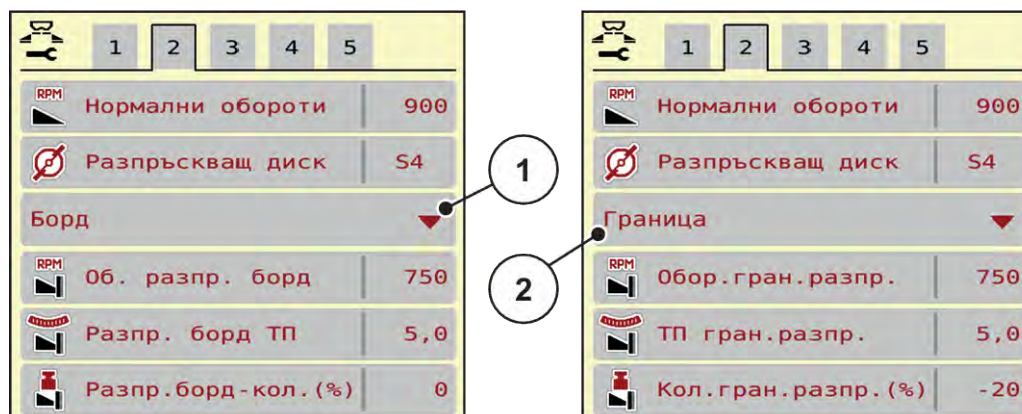 1 2 3 4 5
RPM Нормални обороти 900
Разпръскващ диск S4
Борд
RPM Об. разпр. борд 750
Разпр. борд ТП 5,0
Разпр.борд-кол.(%) 0
1
2
1 2 3 4 5
RPM Нормални обороти 900
Разпръскващ диск S4
Граница
RPM Обор.гран.разпр. 750
ТП гран.разпр. 5,0
Кол.гран.разпр.(%) -20